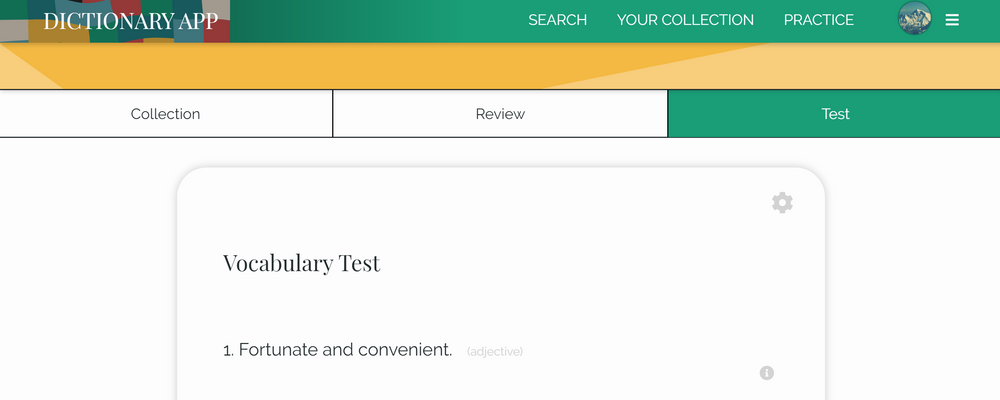 DICTIONARY APP SEARCH YOUR COLLECTION PRACTICE
Collection Review Test
Vocabulary Test
1. Fortunate and convenient. (adjective)